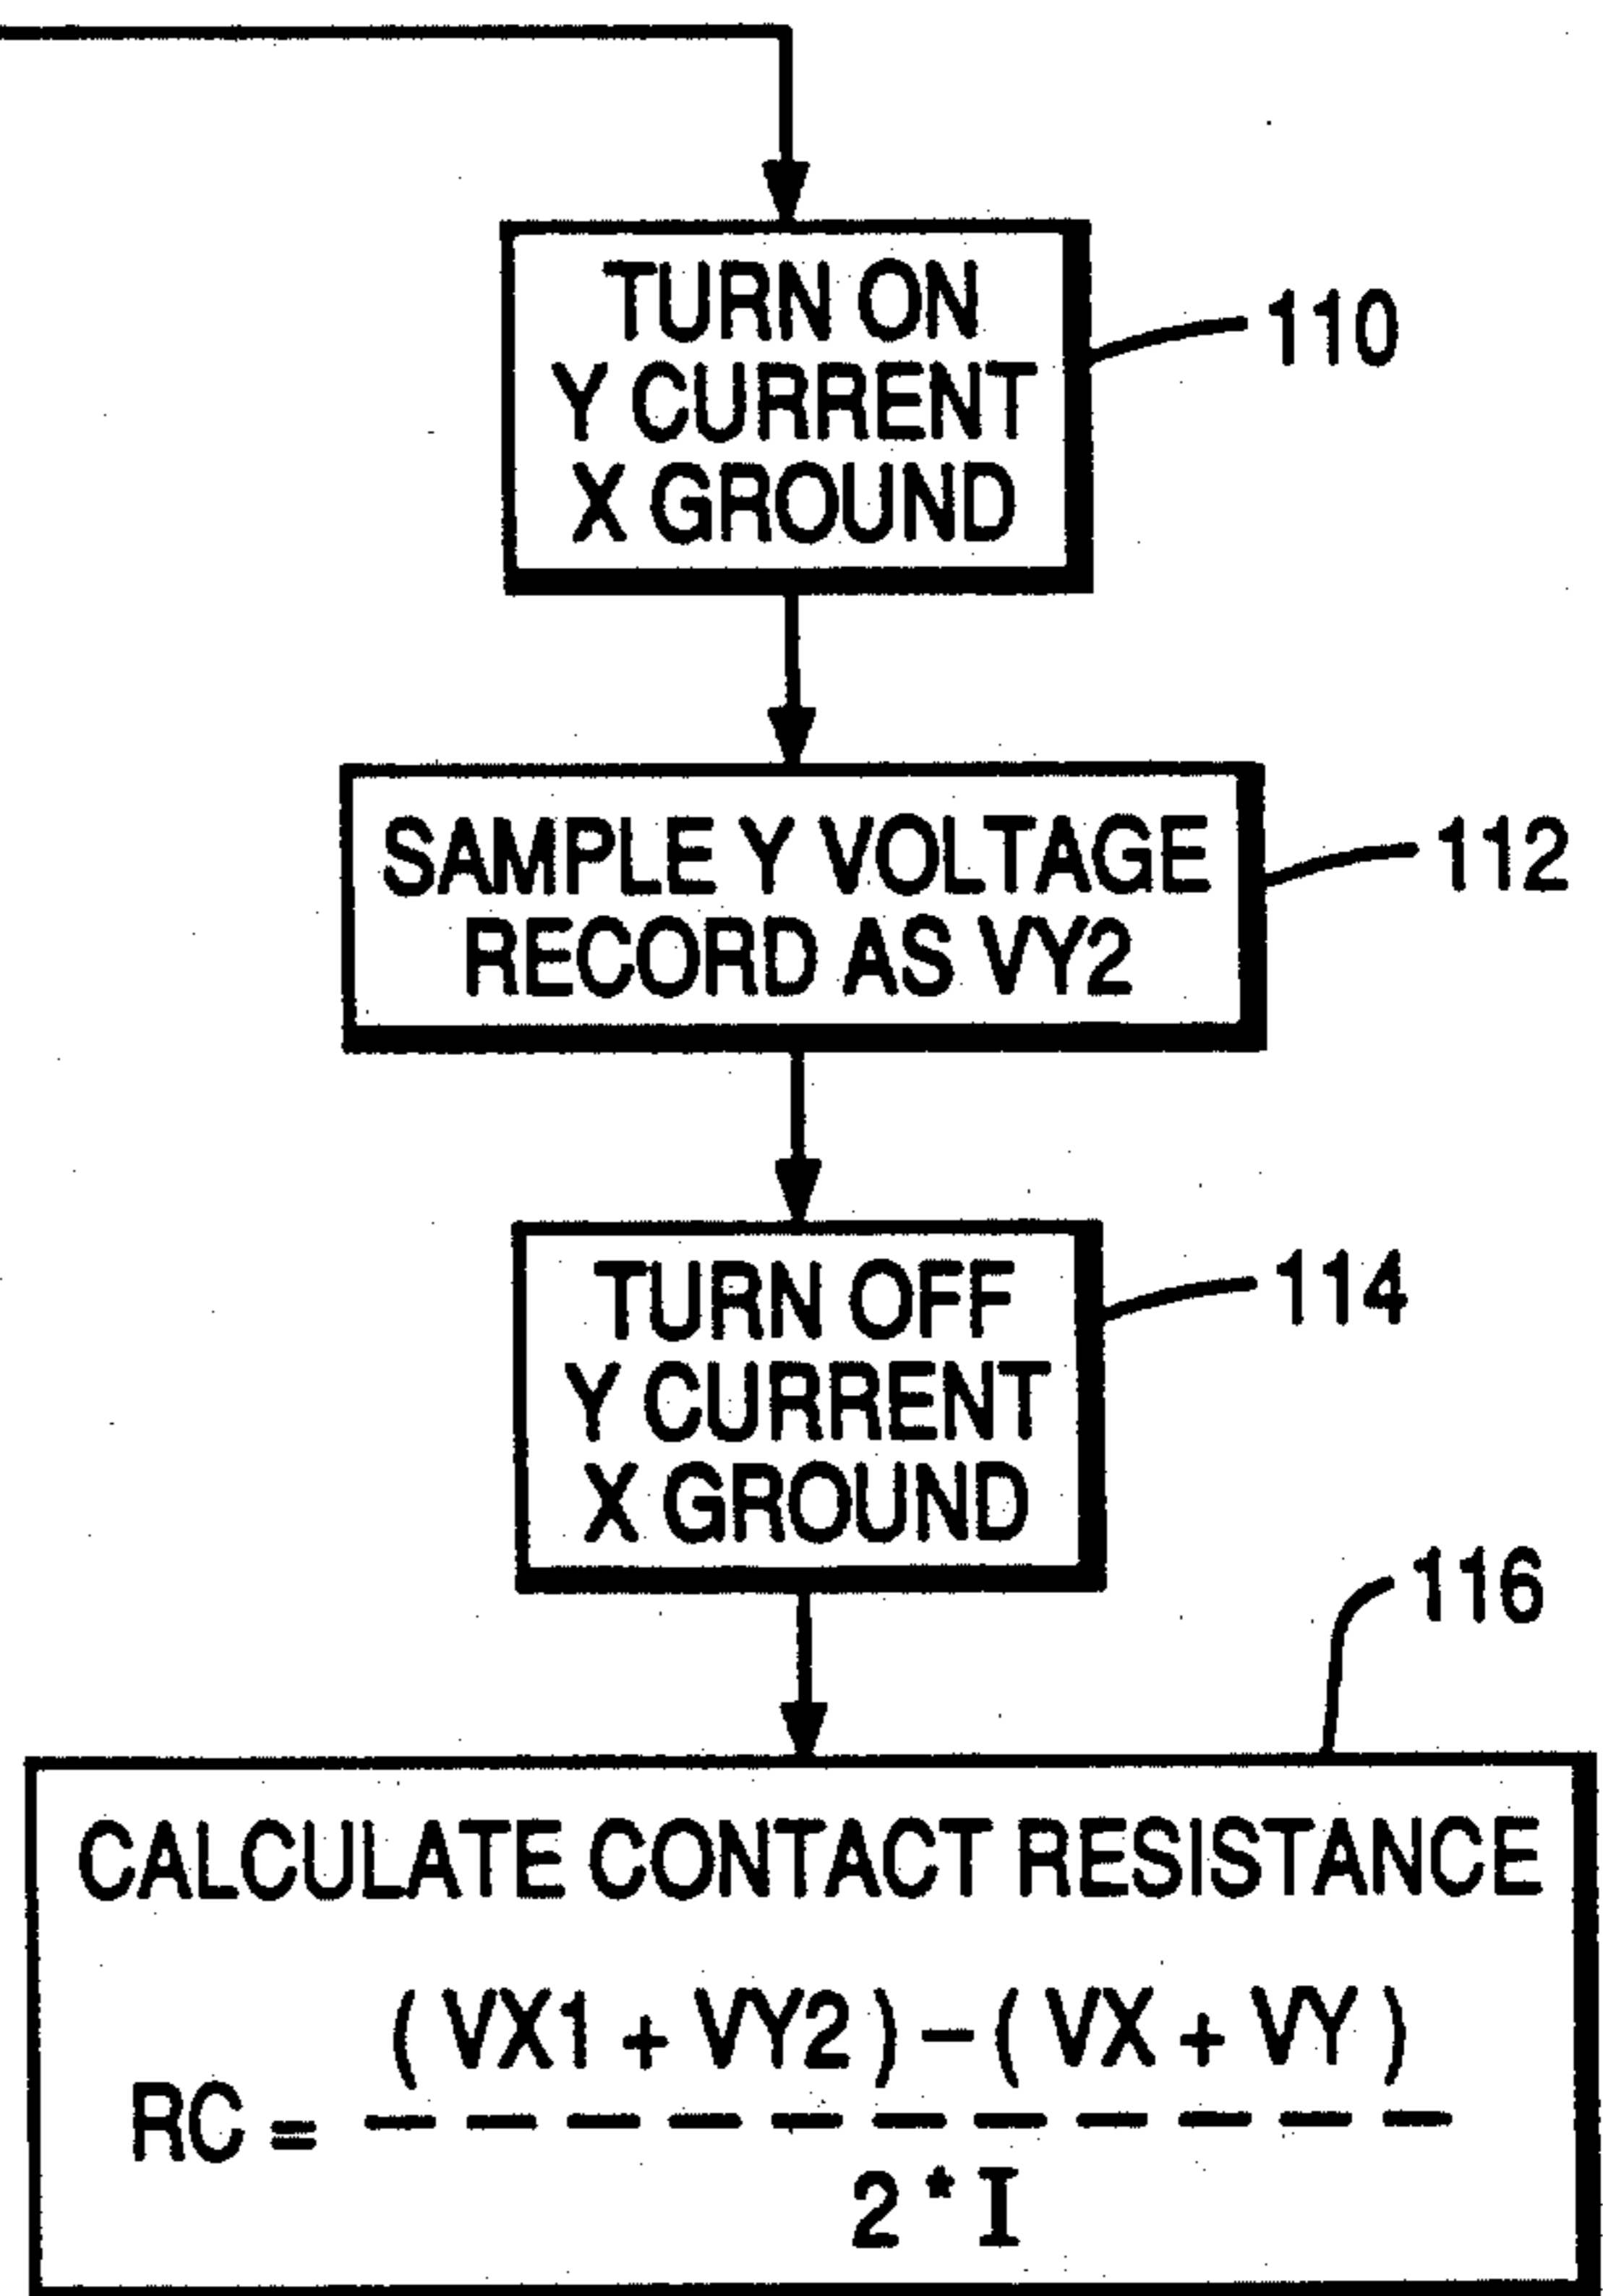 TURN ON
Y CURRENT
X GROUND
110
SAMPLE Y VOLTAGE
RECORD AS VY2
112
TURN OFF
Y CURRENT
X GROUND
114
116
CALCULATE CONTACT RESISTANCE
(VX1 + VY2) - (VX + VY)
RC = - - - - - - - - - - -
2 * I